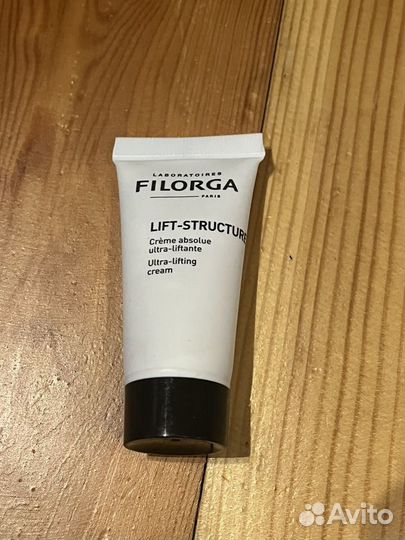 LABORATOIRES
FILORGA
PARIS
LIFT-STRUCTURE
Crème absolue
ultra-liftante
Ultra-lifting
cream
Avito